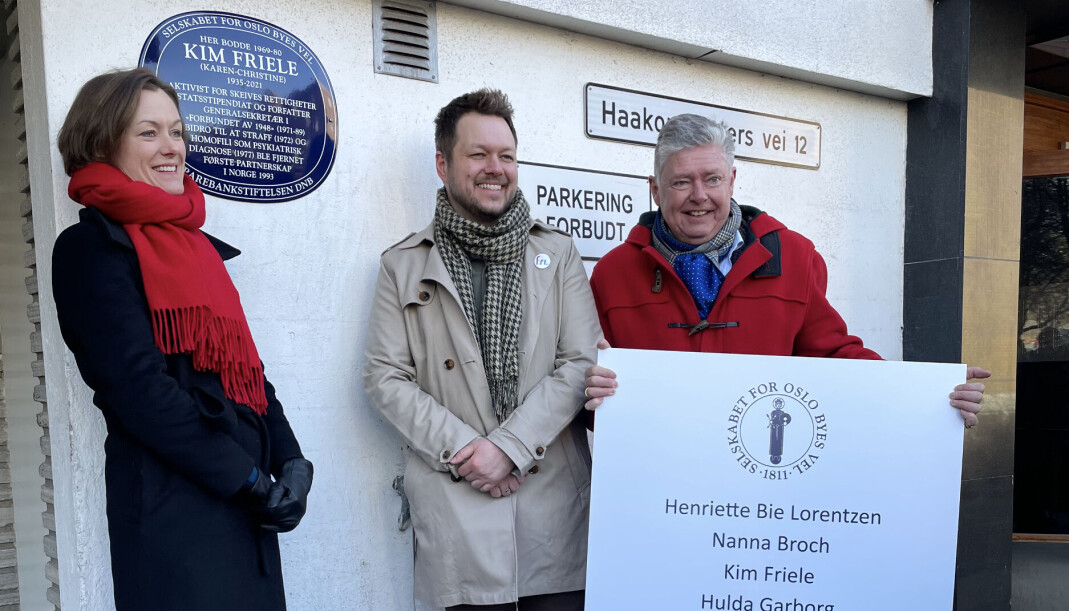 SELSKABET FOR OSLO BYES VEL
HER BODDE 1969-80
KIM FRIELE
(KAREN-CHRISTINE)
1935-2021
AKTIVIST FOR SKEIVES RETTIGHETER
STATSSTIPENDIAT OG FORFATTER
GENERALSEKRETÆR I
«FORBUNDET AV 1948» (1971-89)
BIDRO TIL AT STRAFF (1972) OG
HOMOFILI SOM PSYKIATRISK
DIAGNOSE (1977) BLE FJERNET
FØRSTE PARTNERSKAP
I NORGE 1993
SPAREBANKSTIFTELSEN DNB
Haako ers vei 12
PARKERING
FORBUDT
fri
SELSKABET FOR OSLO BYES VEL
·1811·
Henriette Bie Lorentzen
Nanna Broch
Kim Friele
Hulda Garborg